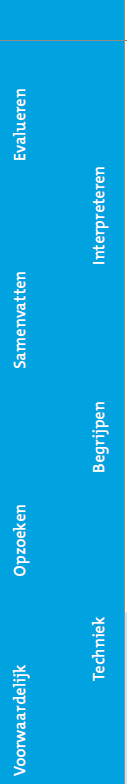 Voorwaardelijk
Opzoeken
Samenvatten
Evalueren
Techniek
Begrijpen
Interpreteren